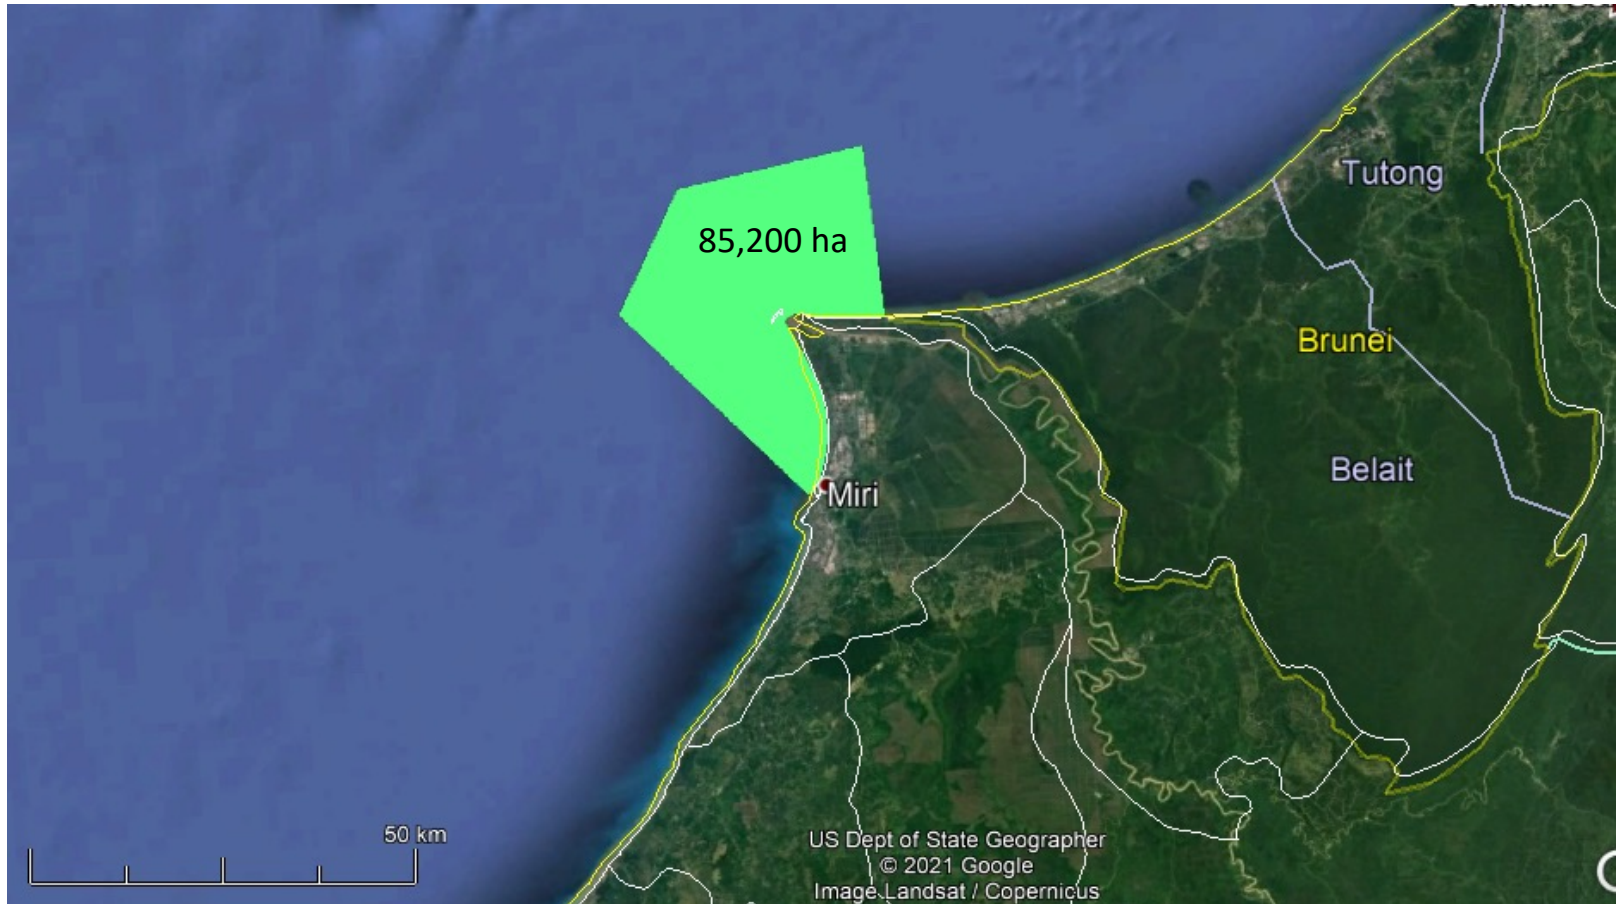 Tutong
85,200 ha
Brunei
Belait
Miri
50 km
US Dept of State Geographer
© 2021 Google
Image Landsat / Copernicus